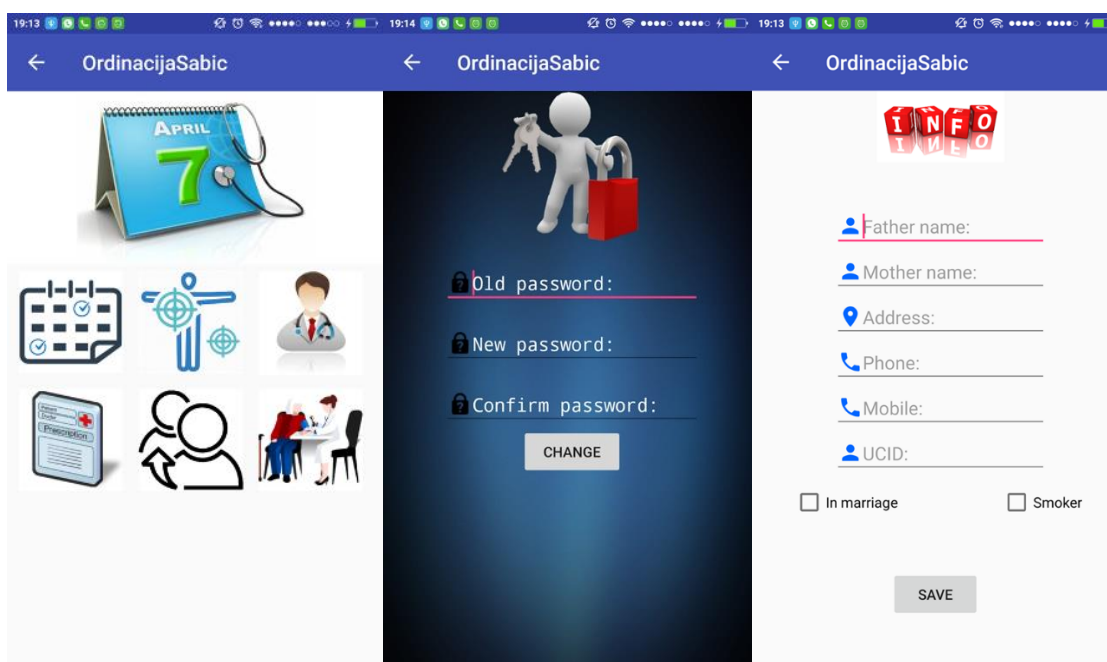 19:13
OrdinacijaSabic
APRIL
7
Prescription
19:14
OrdinacijaSabic
Old password:
New password:
Confirm password:
CHANGE
19:13
OrdinacijaSabic
INFO
Father name:
Mother name:
Address:
Phone:
Mobile:
UCID:
In marriage
Smoker
SAVE